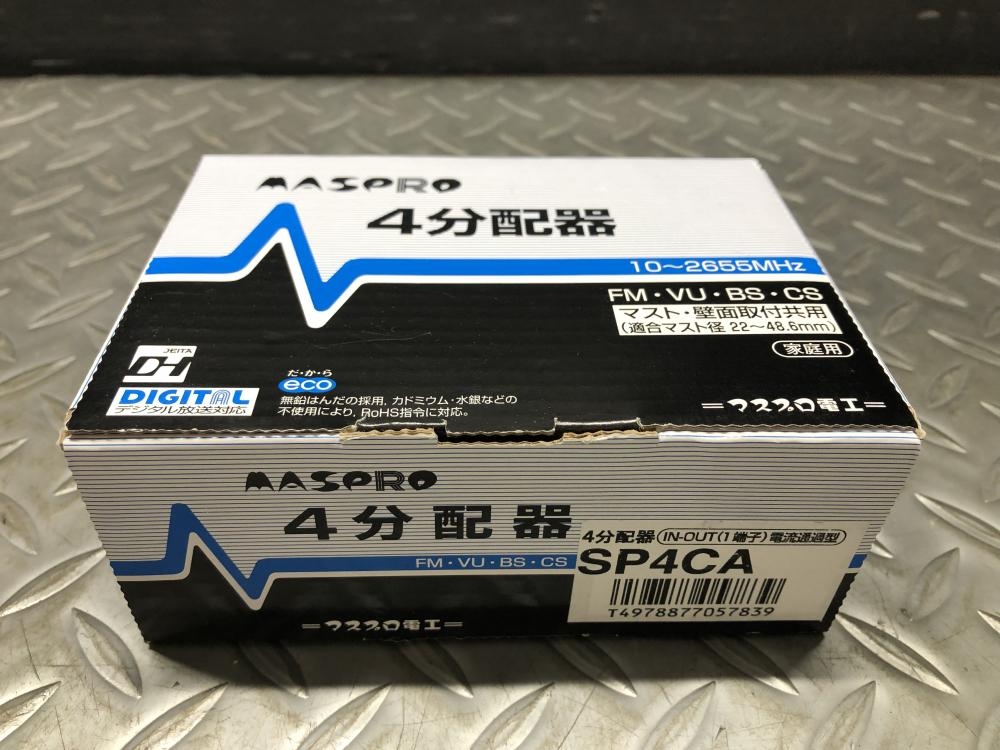 MASPRO
4分配器
10～2655MHz
FM・VU・BS・CS
マスト・壁面取付共用
(適合マスト径 22～48.6mm)
家庭用
JEITA
DH
DIGITAL
デジタル放送対応
だ・か・ら
eco
無鉛はんだの採用, カドミウム・水銀などの
不使用により, RoHS指令に対応。
=マスプロ電工=
MASPRO
4分配器
FM・VU・BS・CS
=マスプロ電工=
4分配器 IN-OUT(1端子)電流通過型
SP4CA
T4978877057839